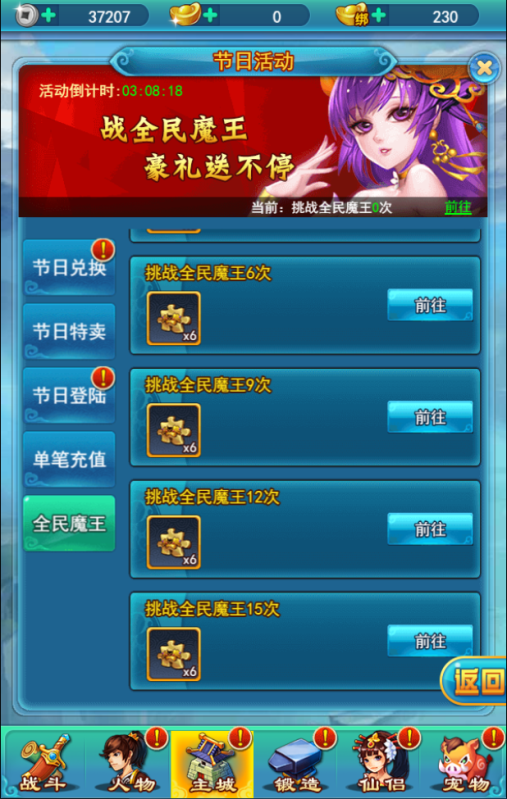 37207
0
绑
230
节日活动
活动倒计时:03:08:18
战全民魔王
豪礼送不停
当前：挑战全民魔王0次 前往
节日兑换
节日特卖
节日登陆
单笔充值
全民魔王
挑战全民魔王6次
x6
前往
挑战全民魔王9次
x6
前往
挑战全民魔王12次
x6
前往
挑战全民魔王15次
x6
前往
返回
战斗
人物
主城
锻造
仙侣
宠物